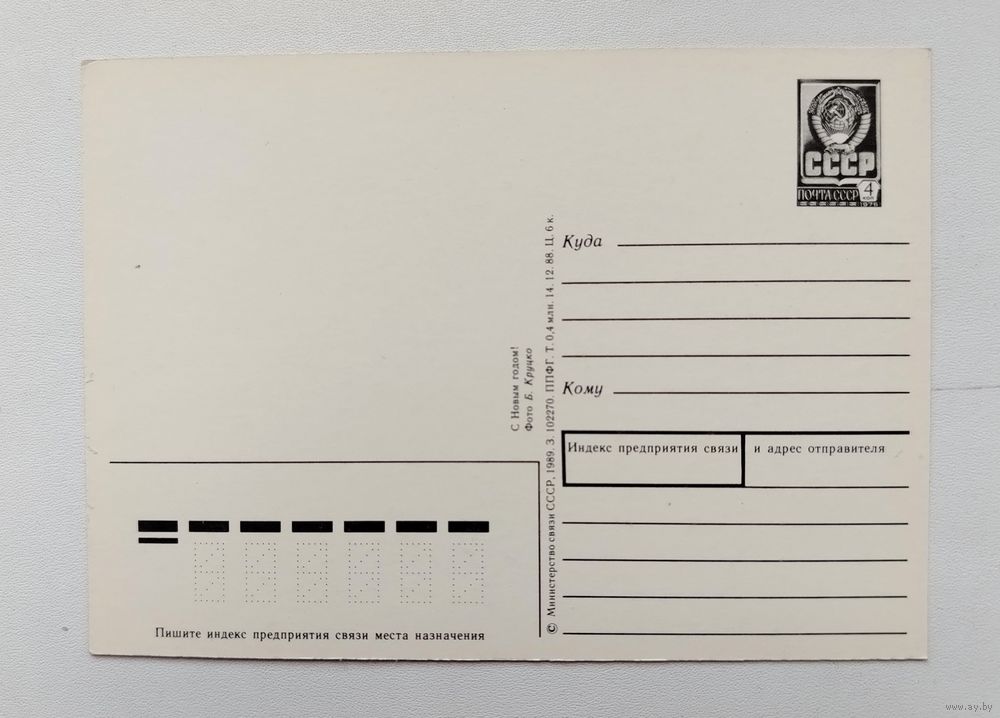 СССР
ПОЧТА СССР
4
КОП
1976
Куда
Кому
Индекс предприятия связи
и адрес отправителя
С Новым годом!
Фото Б. Круцко
© Министерство связи СССР, 1989. З. 102270. ППФГ. Т. 0,4 млн. 14. 12. 88. Ц. 6 к.
Пишите индекс предприятия связи места назначения
www.ay.by